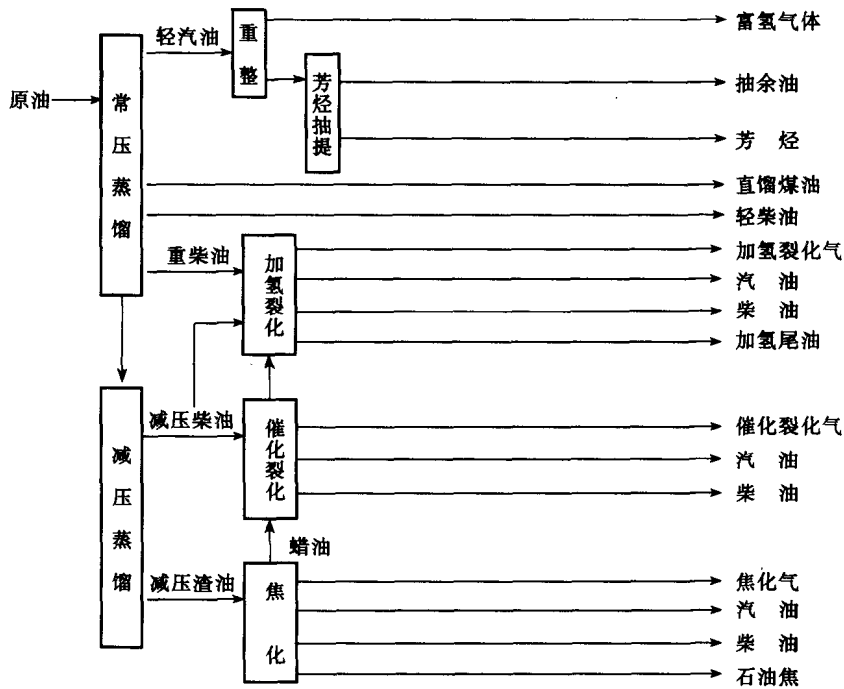 轻汽油
重整
富氢气体
原油
常压蒸馏
芳烃抽提
抽余油
芳 烃
直馏煤油
轻柴油
重柴油
加氢裂化
加氢裂化气
汽 油
柴 油
加氢尾油
减压蒸馏
减压柴油
催化裂化
催化裂化气
汽 油
柴 油
蜡油
减压渣油
焦化
焦化气
汽 油
柴 油
石油焦